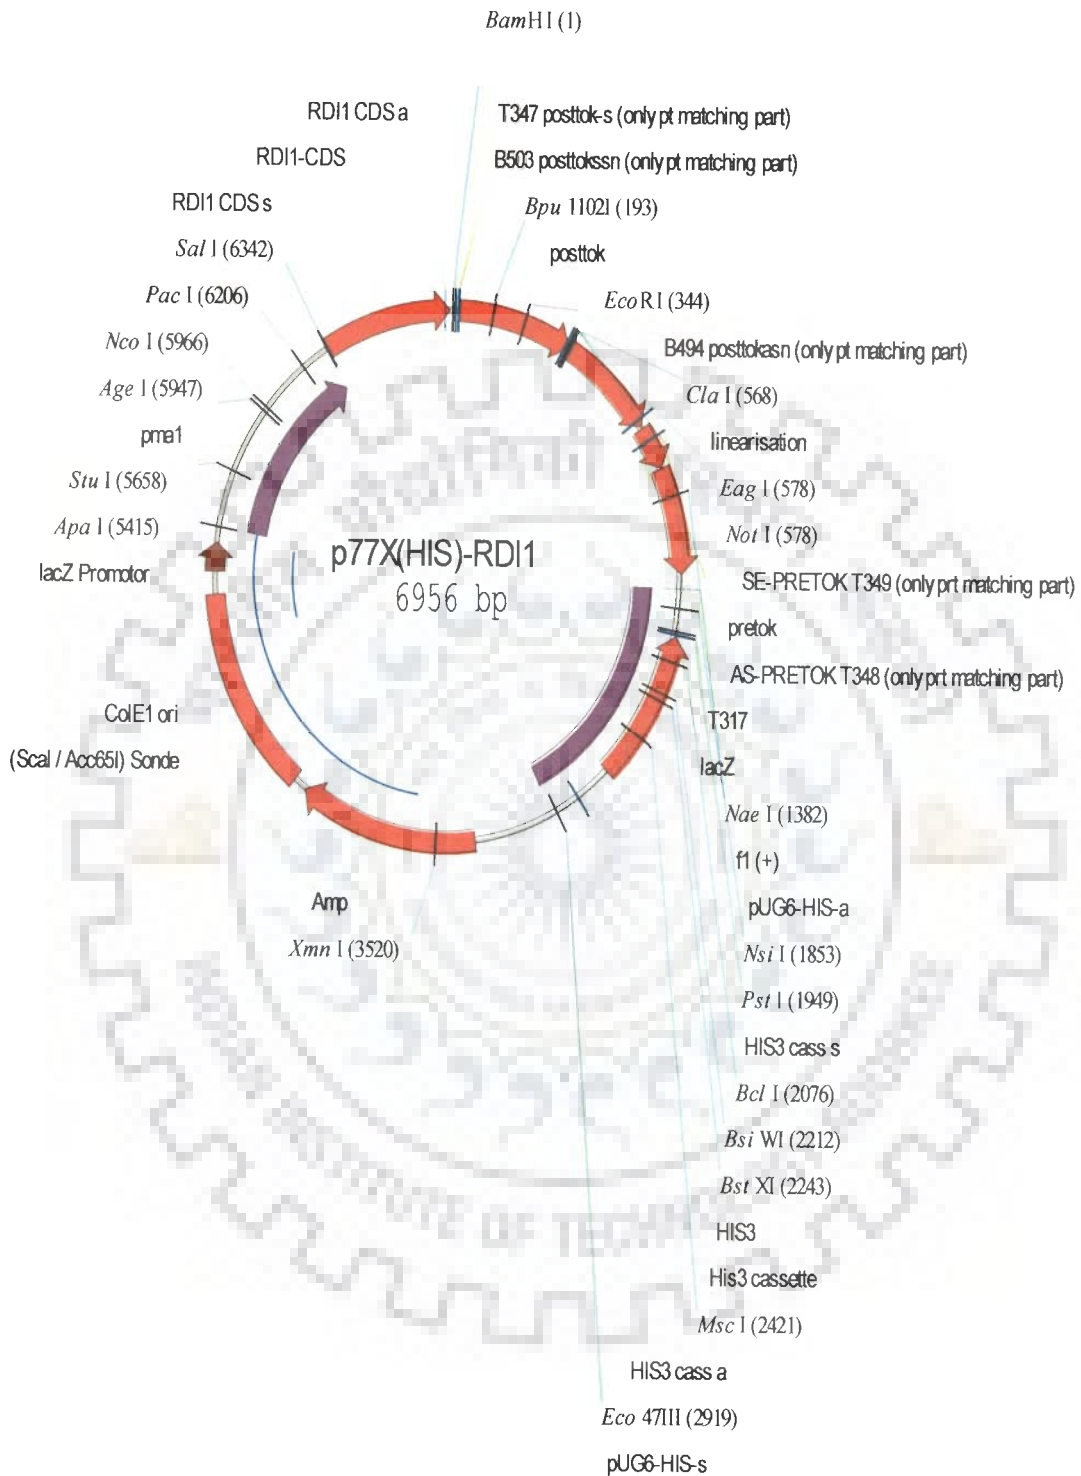 BamH I (1)
RDI1 CDS a
T347 posttok-s (only pt matching part)
RDI1-CDS
B503 posttokssn (only pt matching part)
RDI1 CDS s
Bpu 1102I (193)
Sal I (6342)
posttok
Pac I (6206)
EcoR I (344)
Nco I (5966)
B494 posttokasn (only pt matching part)
Age I (5947)
Cla I (568)
pma1
linearisation
Stu I (5658)
Eag I (578)
Apa I (5415)
Not I (578)
p77X(HIS)-RDI1
6956 bp
lacZ Promotor
SE-PRETOK T349 (only prt matching part)
pretok
AS-PRETOK T348 (only prt matching part)
ColE1 ori
T317
(ScaI / Acc65I) Sonde
lacZ
Nae I (1382)
f1 (+)
Amp
pUG6-HIS-a
Xmn I (3520)
Nsi I (1853)
Pst I (1949)
HIS3 cass s
Bcl I (2076)
Bsi WI (2212)
Bst XI (2243)
HIS3
His3 cassette
Msc I (2421)
HIS3 cass a
Eco 47III (2919)
pUG6-HIS-s
INSTITUTE OF TECHNOLOGY